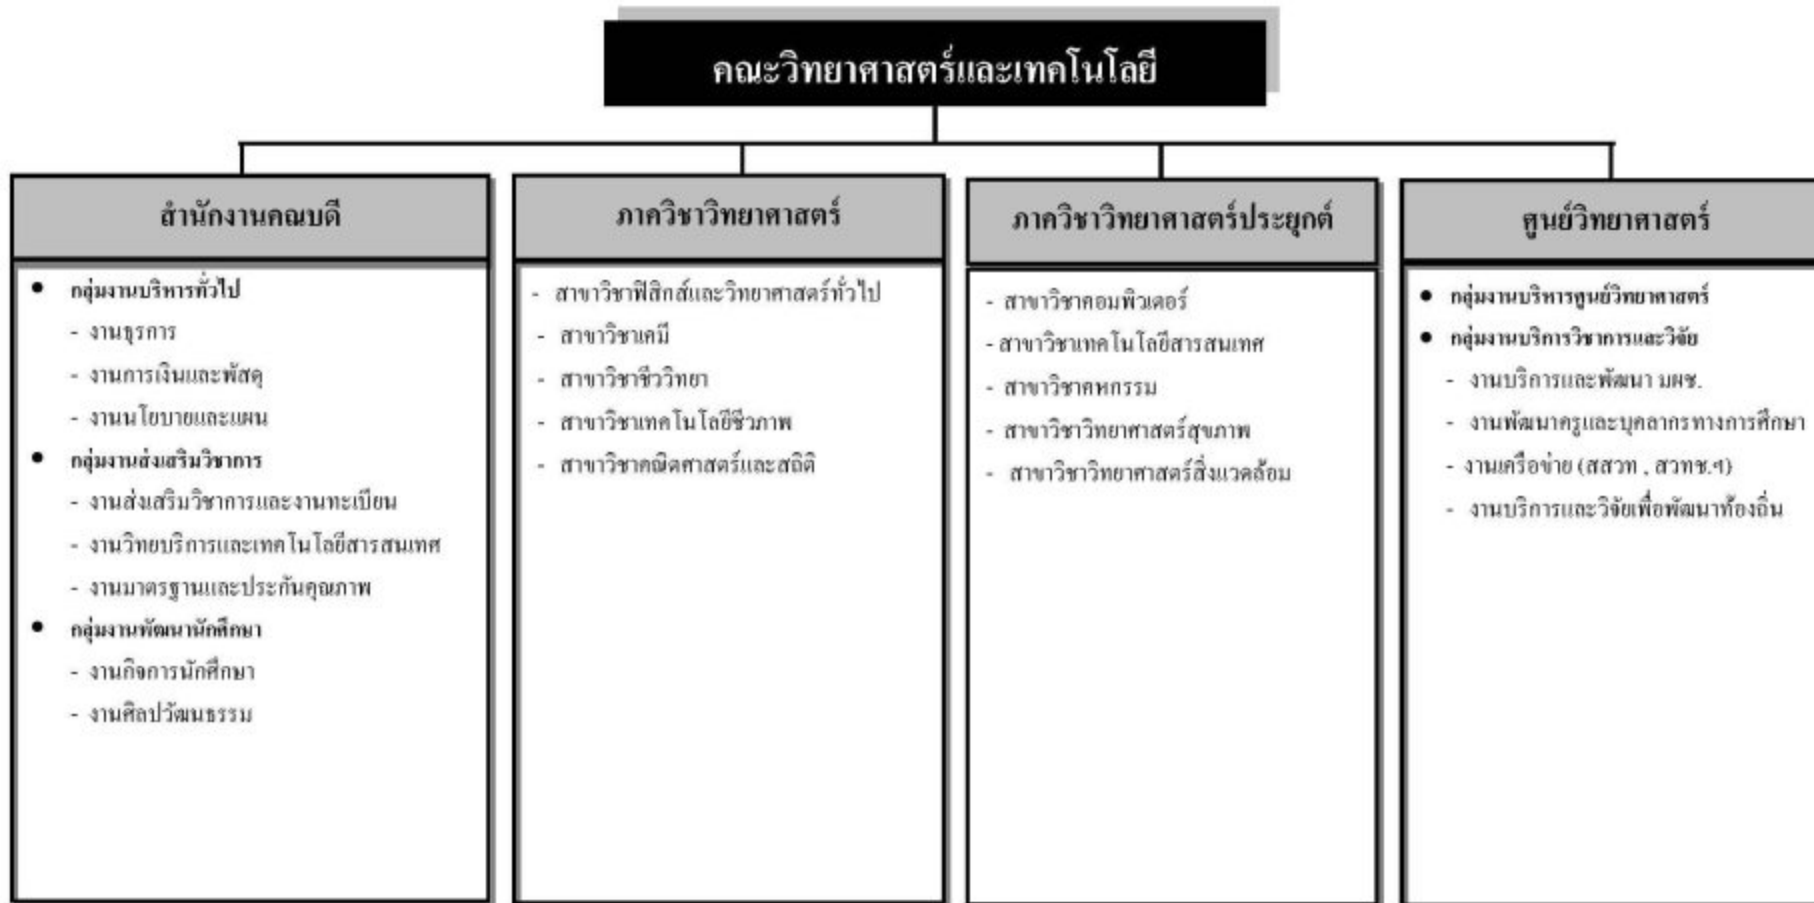 คณะวิทยาศาสตร์และเทคโนโลยี
สำนักงานคณบดี
• กลุ่มงานบริหารทั่วไป
- งานธุรการ
- งานการเงินและพัสดุ
- งานนโยบายและแผน
• กลุ่มงานส่งเสริมวิชาการ
- งานส่งเสริมวิชาการและงานทะเบียน
- งานวิทยบริการและเทคโนโลยีสารสนเทศ
- งานมาตรฐานและประกันคุณภาพ
• กลุ่มงานพัฒนานักศึกษา
- งานกิจการนักศึกษา
- งานศิลปวัฒนธรรม
ภาควิชาวิทยาศาสตร์
- สาขาวิชาฟิสิกส์และวิทยาศาสตร์ทั่วไป
- สาขาวิชาเคมี
- สาขาวิชาชีววิทยา
- สาขาวิชาเทคโนโลยีชีวภาพ
- สาขาวิชาคณิตศาสตร์และสถิติ
ภาควิชาวิทยาศาสตร์ประยุกต์
- สาขาวิชาคอมพิวเตอร์
- สาขาวิชาเทคโนโลยีสารสนเทศ
- สาขาวิชาคหกรรม
- สาขาวิชาวิทยาศาสตร์สุขภาพ
- สาขาวิชาวิทยาศาสตร์สิ่งแวดล้อม
ศูนย์วิทยาศาสตร์
• กลุ่มงานบริหารศูนย์วิทยาศาสตร์
• กลุ่มงานบริการวิชาการและวิจัย
- งานบริการและพัฒนา มผช.
- งานพัฒนาครูและบุคลากรทางการศึกษา
- งานเครือข่าย (สสวท , สวทช.ฯ)
- งานบริการและวิจัยเพื่อพัฒนาท้องถิ่น